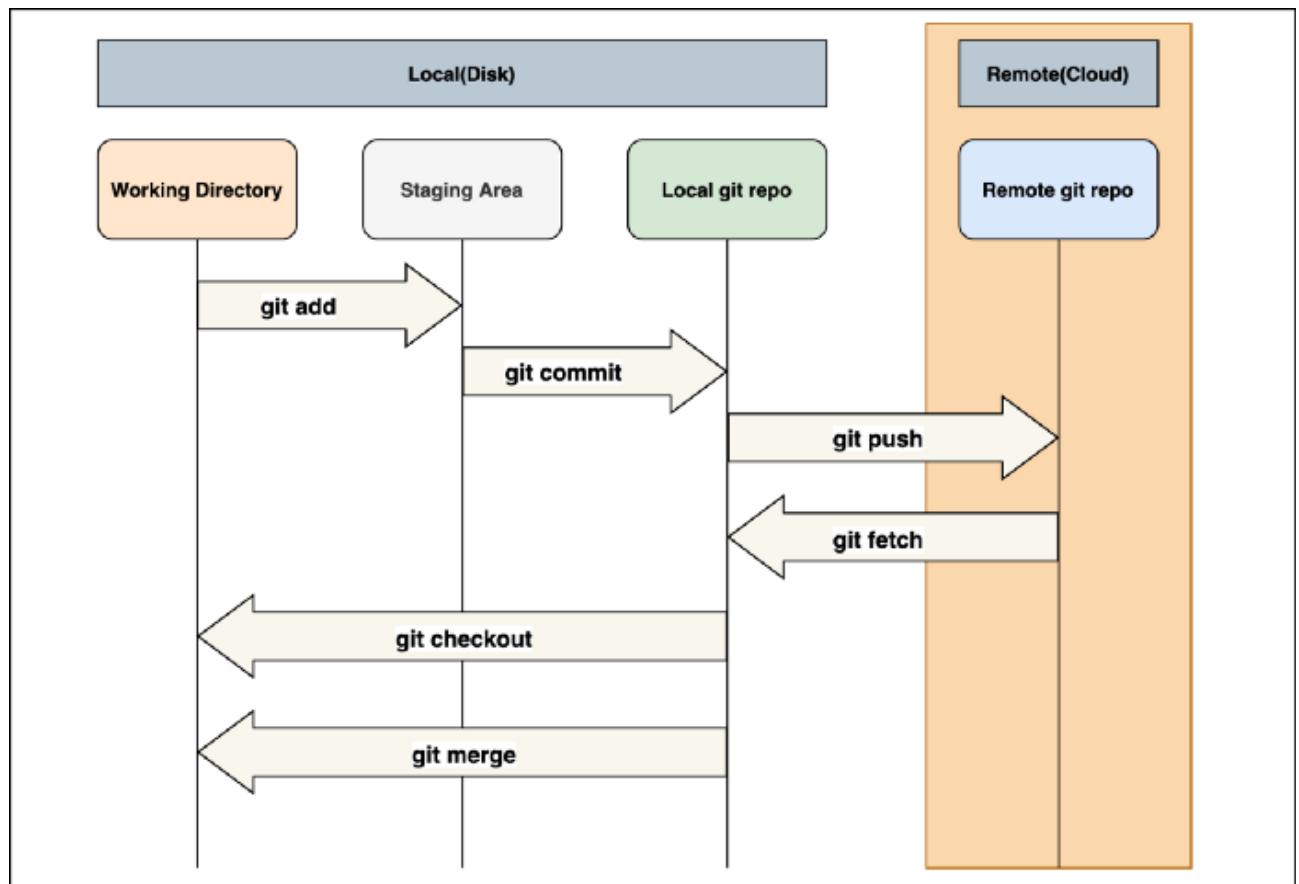 Local(Disk)
Remote(Cloud)
Working Directory
Staging Area
Local git repo
Remote git repo
git add
git commit
git push
git fetch
git checkout
git merge